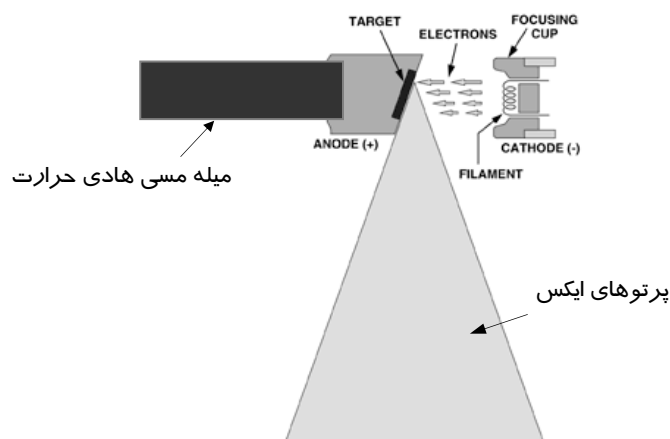 TARGET
ELECTRONS
FOCUSING
CUP
ANODE (+)
CATHODE (-)
FILAMENT
میله مسی هادی حرارت
پرتوهای ایکس